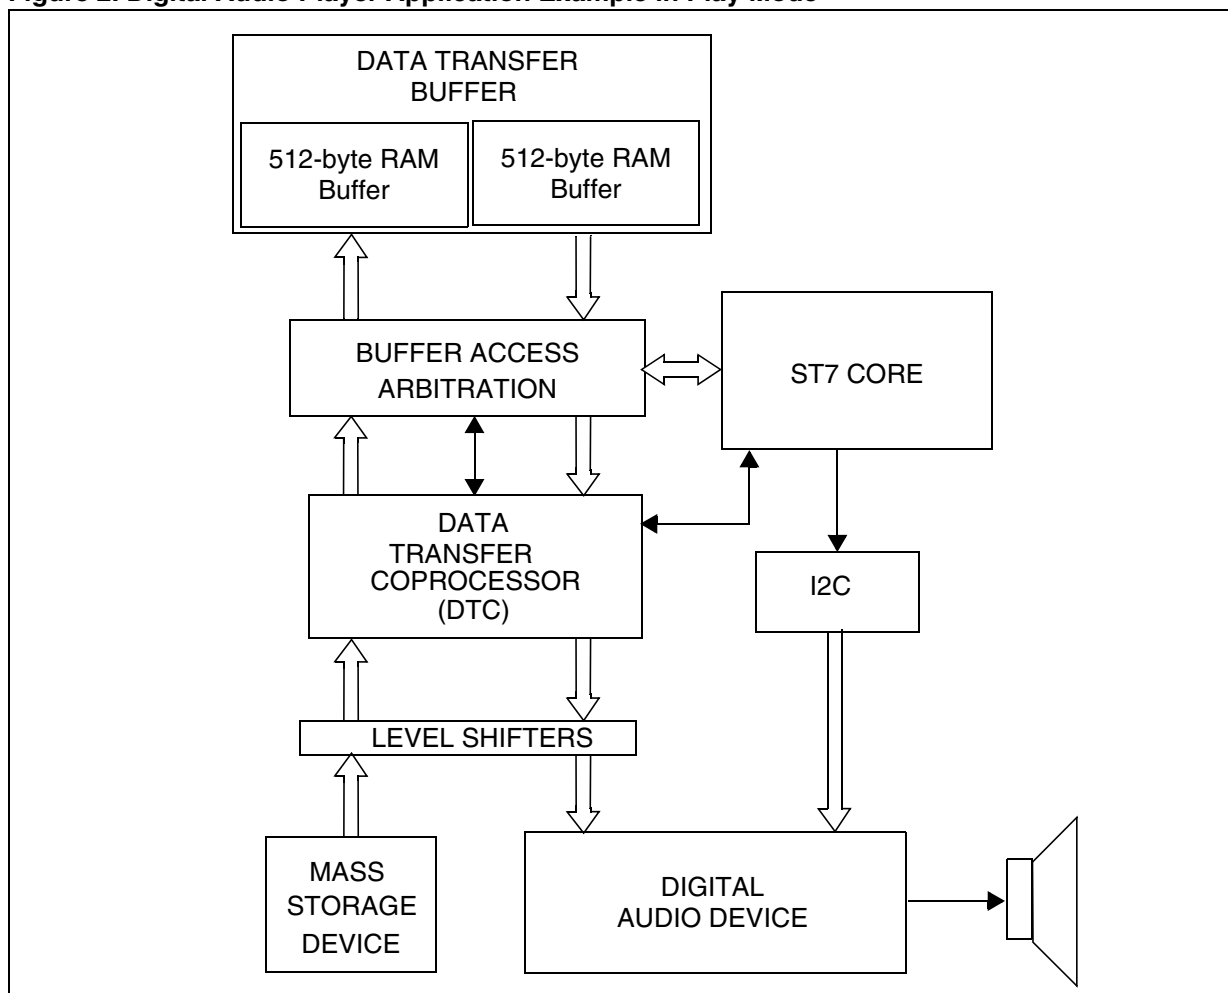 Figure 2. Digital Audio Player Application Example in Play Mode
DATA TRANSFER
BUFFER
512-byte RAM
Buffer
512-byte RAM
Buffer
BUFFER ACCESS
ARBITRATION
ST7 CORE
DATA
TRANSFER
COPROCESSOR
(DTC)
I2C
LEVEL SHIFTERS
MASS
STORAGE
DEVICE
DIGITAL
AUDIO DEVICE